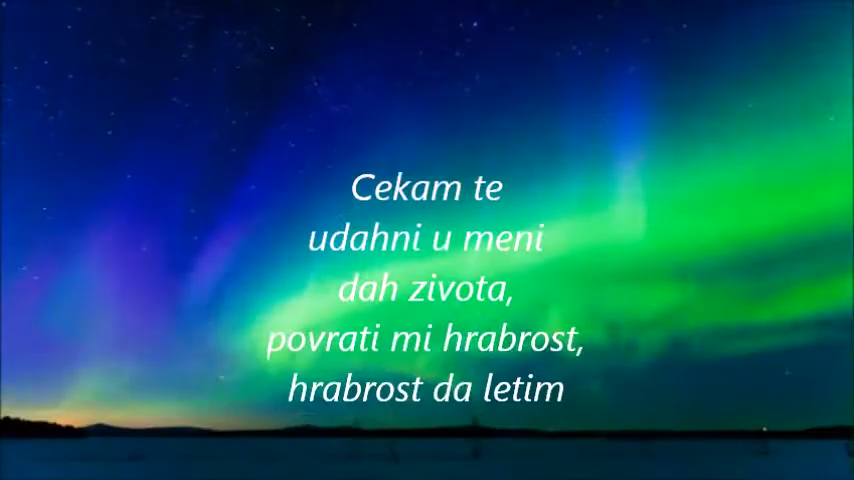 Cekam te
udahni u meni
dah zivota,
povrati mi hrabrost,
hrabrost da letim